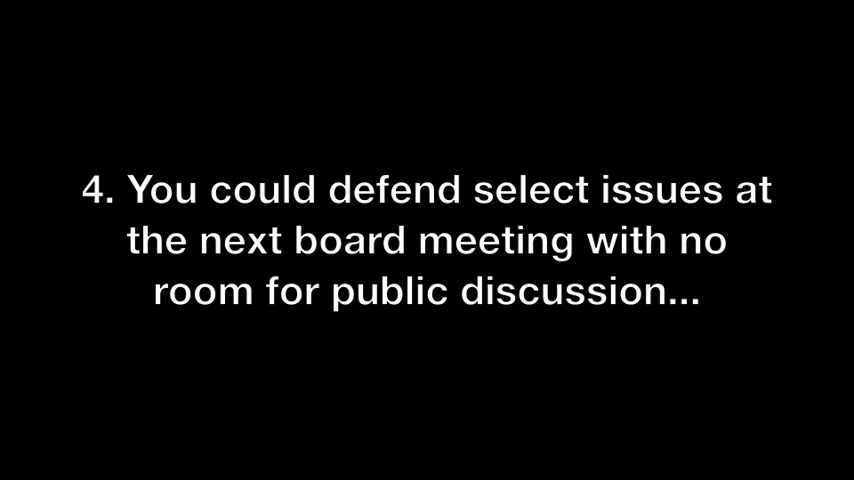 4. You could defend select issues at
the next board meeting with no
room for public discussion...